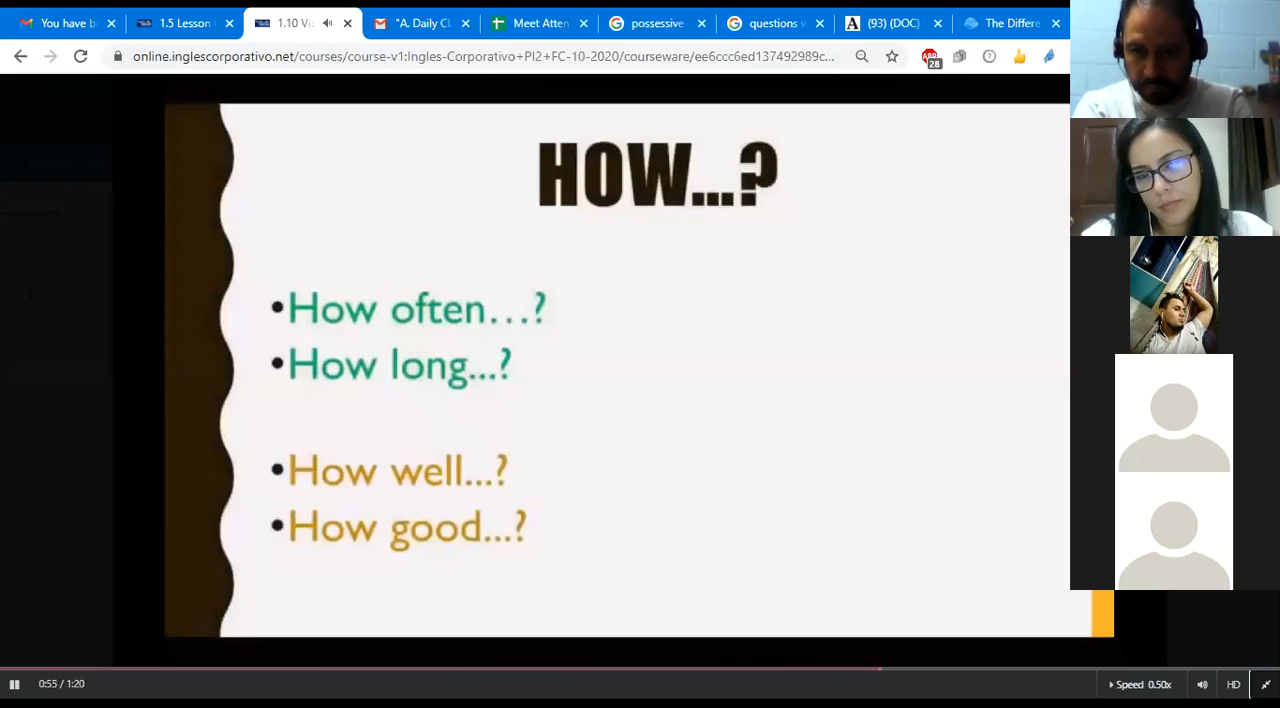 You have b
1.5 Lesson
1.10 Vi
"A. Daily Cl
Meet Atten
possessive
questions w
(93) (DOC)
The Differe
online.inglescorporativo.net/courses/course-v1:Ingles-Corporativo+PI2+FC-10-2020/courseware/ee6ccc6ed137492989c...
28
HOW...?
•How often...?
•How long...?
•How well...?
•How good...?
0:55 / 1:20
Speed 0.50x
HD